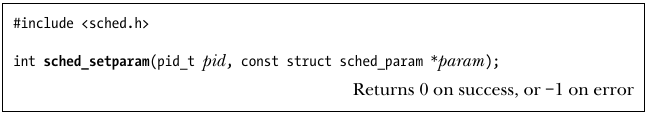 #include <sched.h>
int sched_setparam(pid_t pid, const struct sched_param *param);
Returns 0 on success, or −1 on error